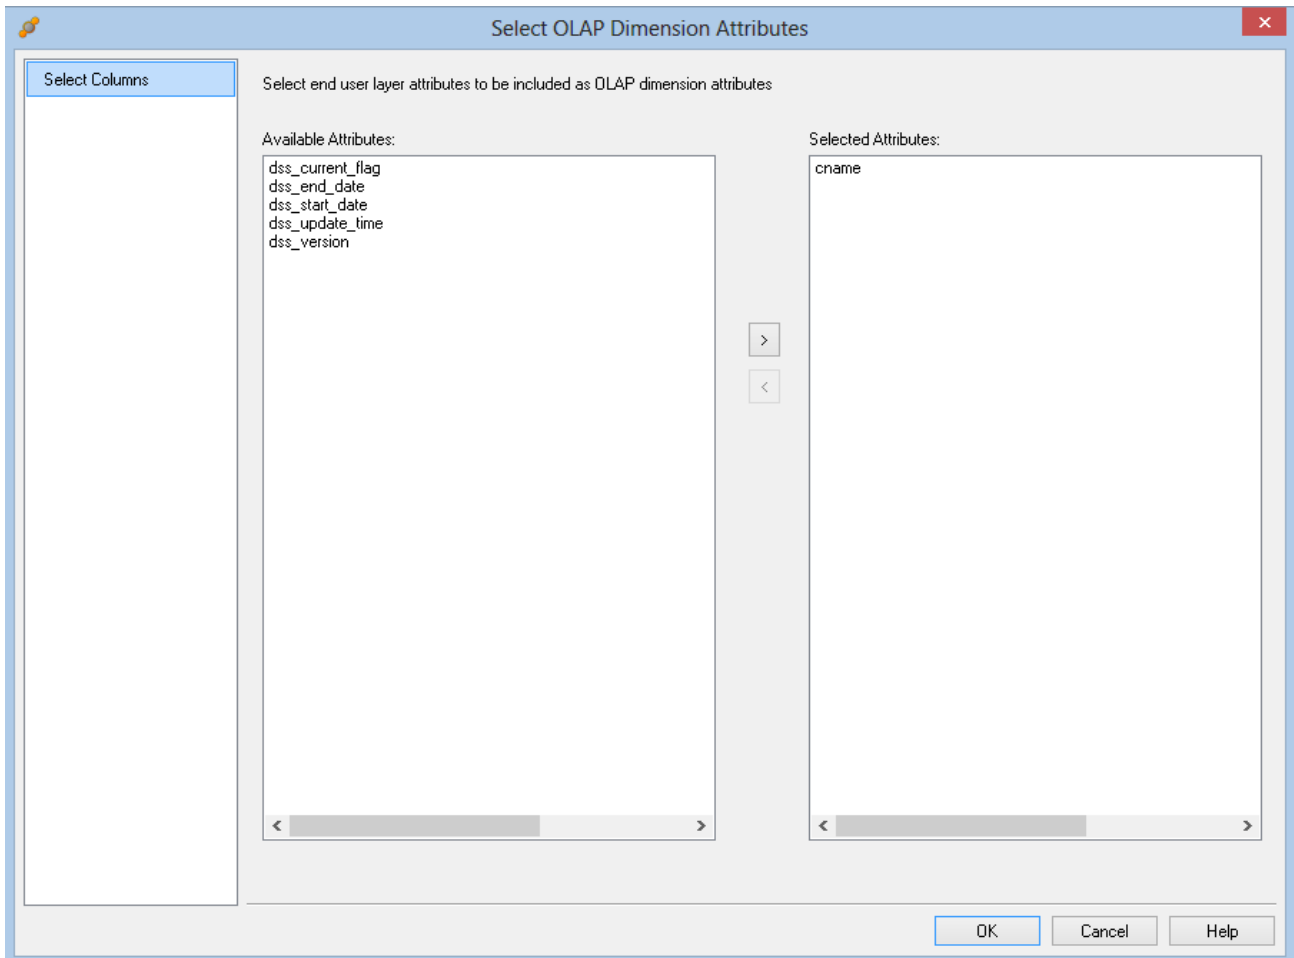 Select OLAP Dimension Attributes
Select Columns
Select end user layer attributes to be included as OLAP dimension attributes
Available Attributes:
dss_current_flag
dss_end_date
dss_start_date
dss_update_time
dss_version
>
<
Selected Attributes:
cname
OK
Cancel
Help